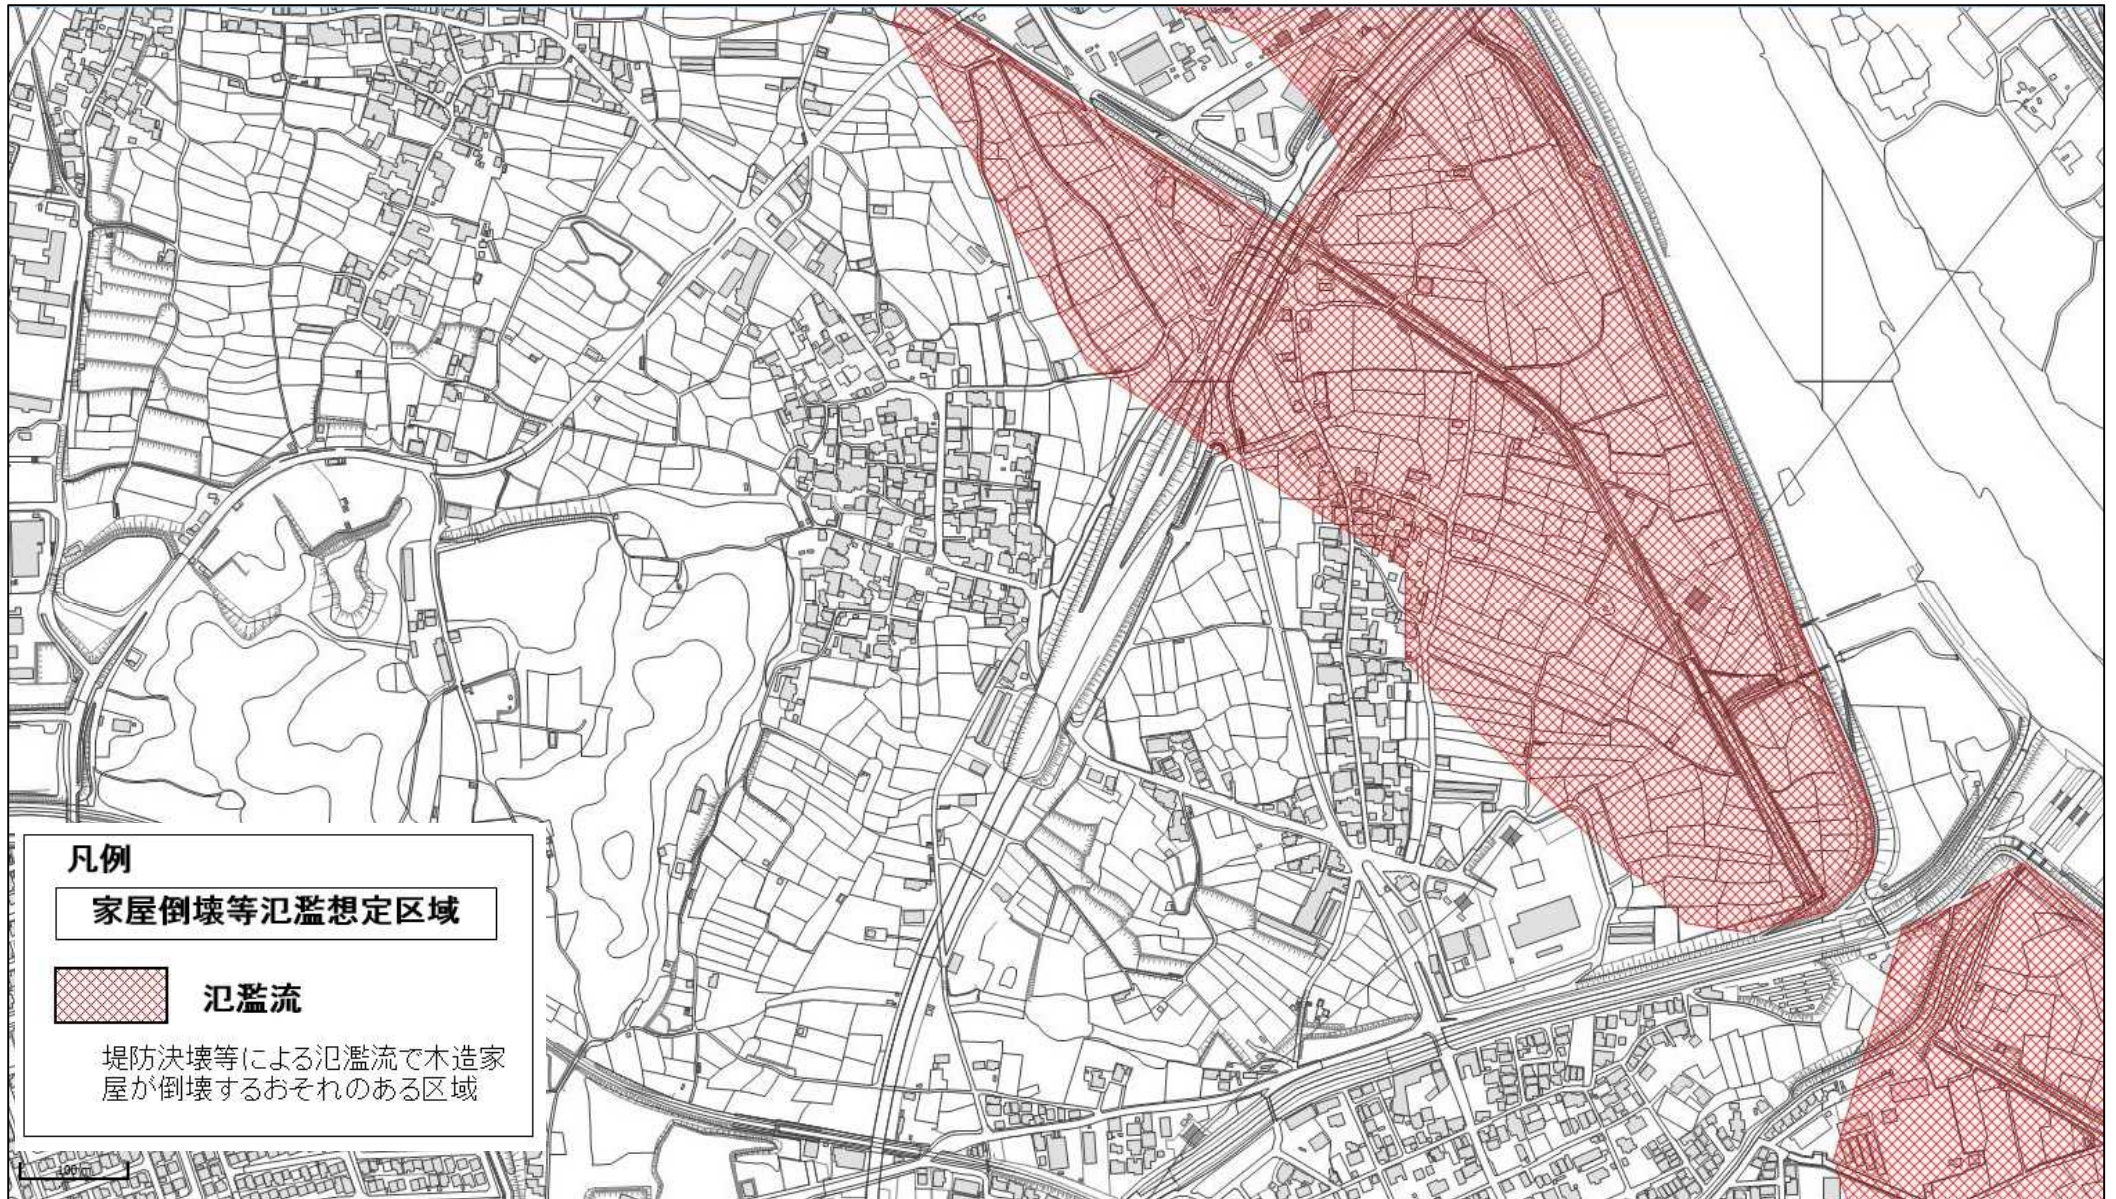 凡例
家屋倒壊等氾濫想定区域
氾濫流
堤防決壊等による氾濫流で木造家
屋が倒壊するおそれのある区域
100 m